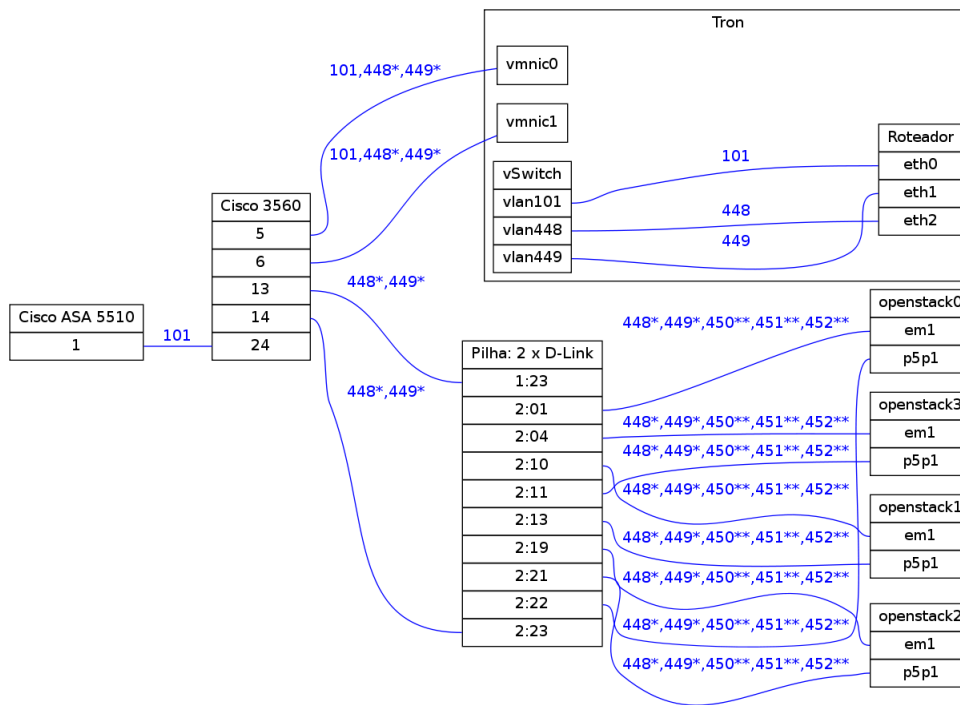 Tron
vmnic0
101,448*,449*
vmnic1
Roteador
101,448*,449*
101
eth0
vSwitch
eth1
vlan101
Cisco 3560
448
eth2
vlan448
5
449
vlan449
6
448*,449*
13
openstack0
Cisco ASA 5510
14
448*,449*,450**,451**,452**
em1
1
101
24
Pilha: 2 x D-Link
p5p1
1:23
448*,449*
openstack3
2:01
448*,449*,450**,451**,452**
em1
2:04
448*,449*,450**,451**,452**
p5p1
2:10
448*,449*,450**,451**,452**
2:11
openstack1
2:13
448*,449*,450**,451**,452**
em1
2:19
p5p1
2:21
448*,449*,450**,451**,452**
2:22
openstack2
448*,449*,450**,451**,452**
2:23
em1
448*,449*,450**,451**,452**
p5p1